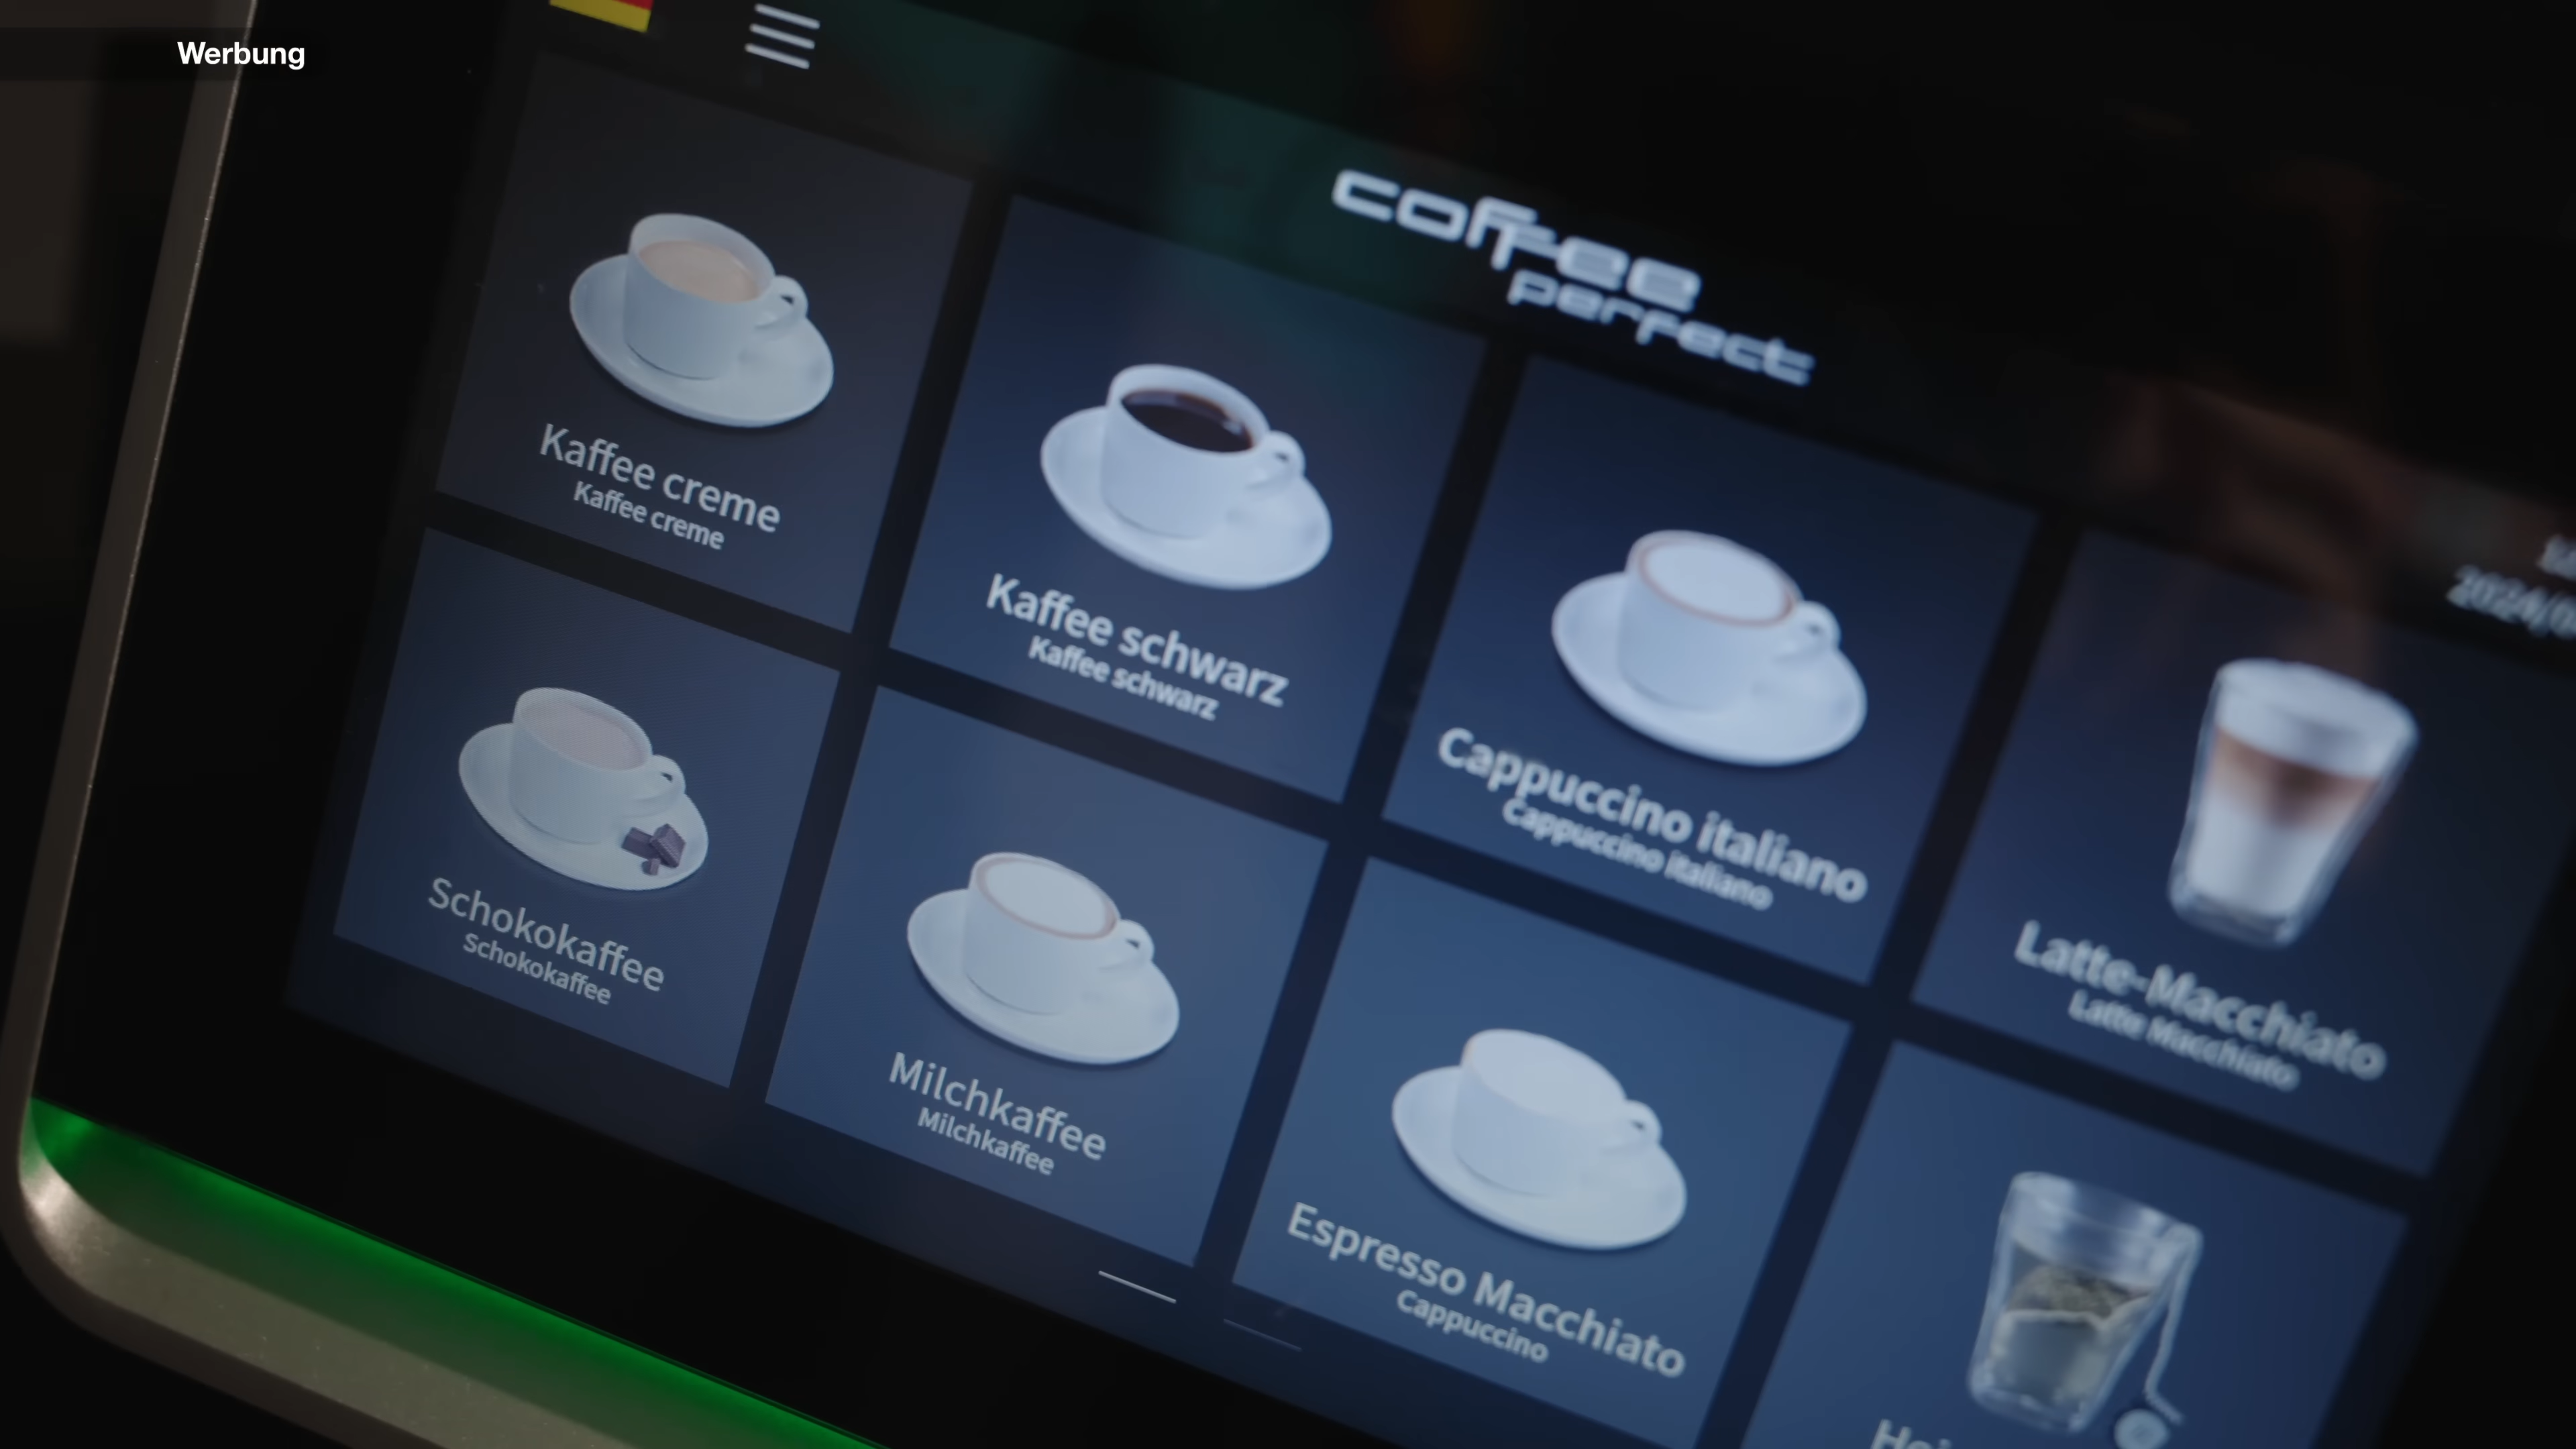 Werbung
coffee
perfect
Kaffee creme
Kaffee creme
Kaffee schwarz
Kaffee schwarz
Cappuccino italiano
Cappuccino italiano
Latte-Macchiato
Latte Macchiato
Schokokaffee
Schokokaffee
Milchkaffee
Milchkaffee
Espresso Macchiato
Cappuccino